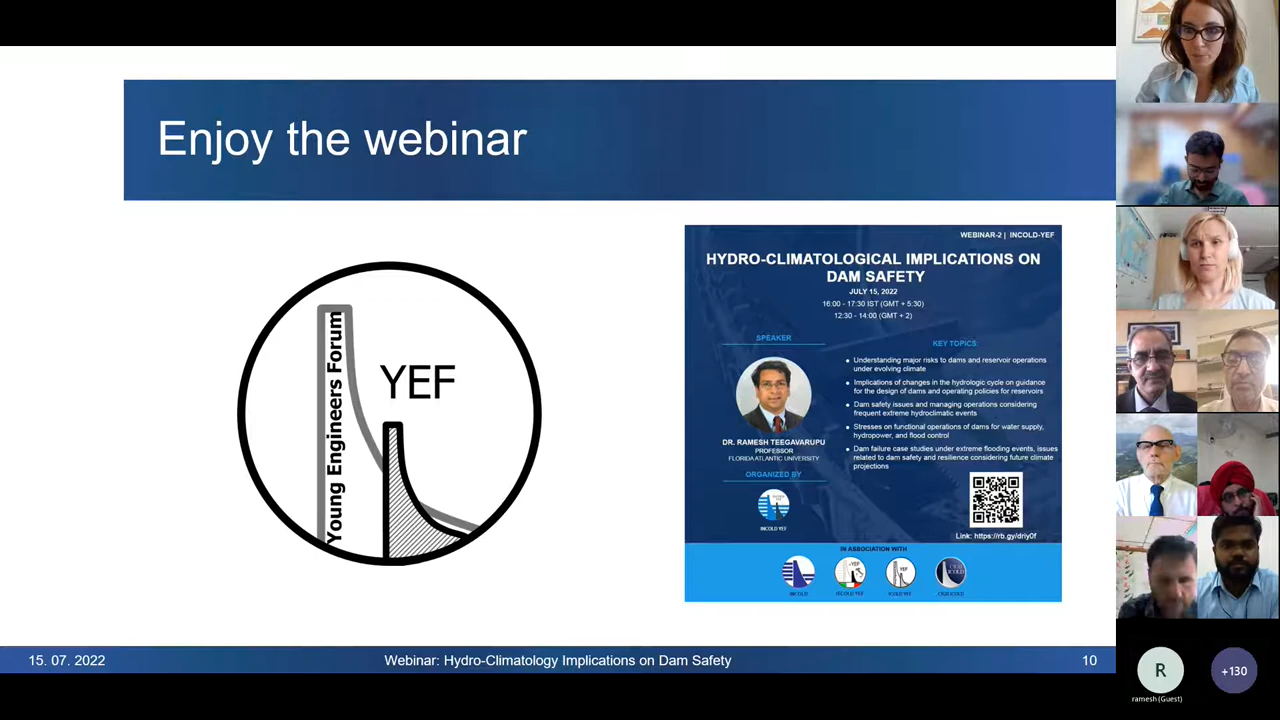 Enjoy the webinar
Young Engineers Forum
YEF
WEBINAR-2 | INCOLD-YEF
HYDRO-CLIMATOLOGICAL IMPLICATIONS ON
DAM SAFETY
JULY 15, 2022
16:00 - 17:30 IST (GMT + 5:30)
12:30 - 14:00 (GMT + 2)
SPEAKER
DR. RAMESH TEEGAVARUPU
PROFESSOR
FLORIDA ATLANTIC UNIVERSITY
ORGANIZED BY
INCOLD YEF
KEY TOPICS:
Understanding major risks to dams and reservoir operations
under evolving climate
Implications of changes in the hydrologic cycle on guidance
for the design of dams and operating policies for reservoirs
Dam safety issues and managing operations considering
frequent extreme hydroclimatic events
Stresses on functional operations of dams for water supply,
hydropower, and flood control
Dam failure case studies under extreme flooding events, issues
related to dam safety and resilience considering future climate
projections
Link: https://rb.gy/driy0f
IN ASSOCIATION WITH
INCOLD
YEF
15. 07. 2022
Webinar: Hydro-Climatology Implications on Dam Safety
10
R
ramesh (Guest)
+130